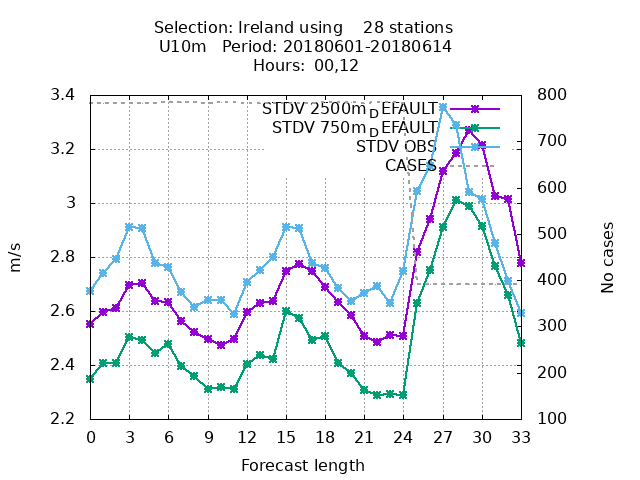 Selection: Ireland using    28 stations
U10m   Period: 20180601-20180614
Hours:  00,12
3.4
3.2
3
2.8
2.6
2.4
2.2
m/s
STDV 2500m_DEFAULT
STDV 750m_DEFAULT
STDV OBS
CASES
800
700
600
500
400
300
200
100
No cases
0 3 6 9 12 15 18 21 24 27 30 33
Forecast length